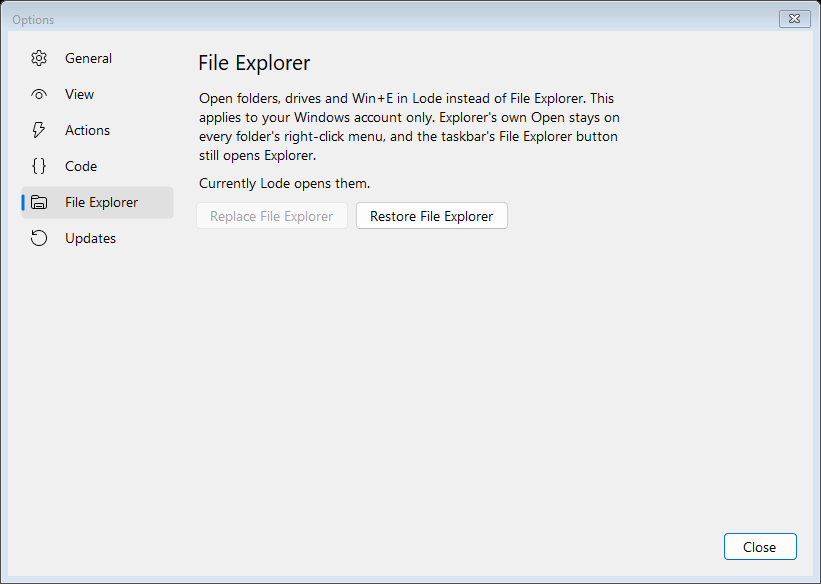 Options
General
View
Actions
{ } Code
File Explorer
Updates
File Explorer
Open folders, drives and Win+E in Lode instead of File Explorer. This
applies to your Windows account only. Explorer's own Open stays on
every folder's right-click menu, and the taskbar's File Explorer button
still opens Explorer.
Currently Lode opens them.
Replace File Explorer
Restore File Explorer
Close